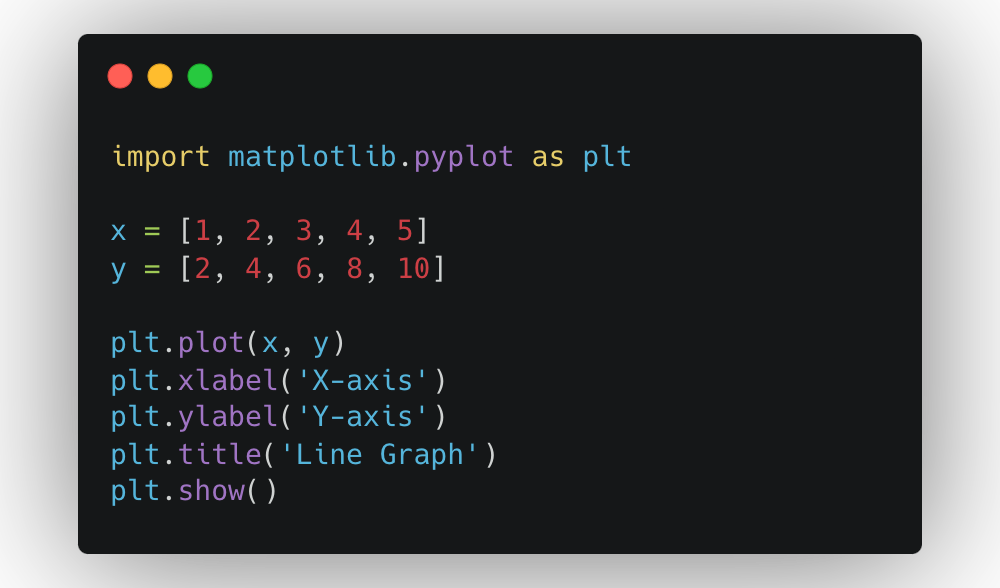 import matplotlib.pyplot as plt
x = [1, 2, 3, 4, 5]
y = [2, 4, 6, 8, 10]
plt.plot(x, y)
plt.xlabel('X-axis')
plt.ylabel('Y-axis')
plt.title('Line Graph')
plt.show()